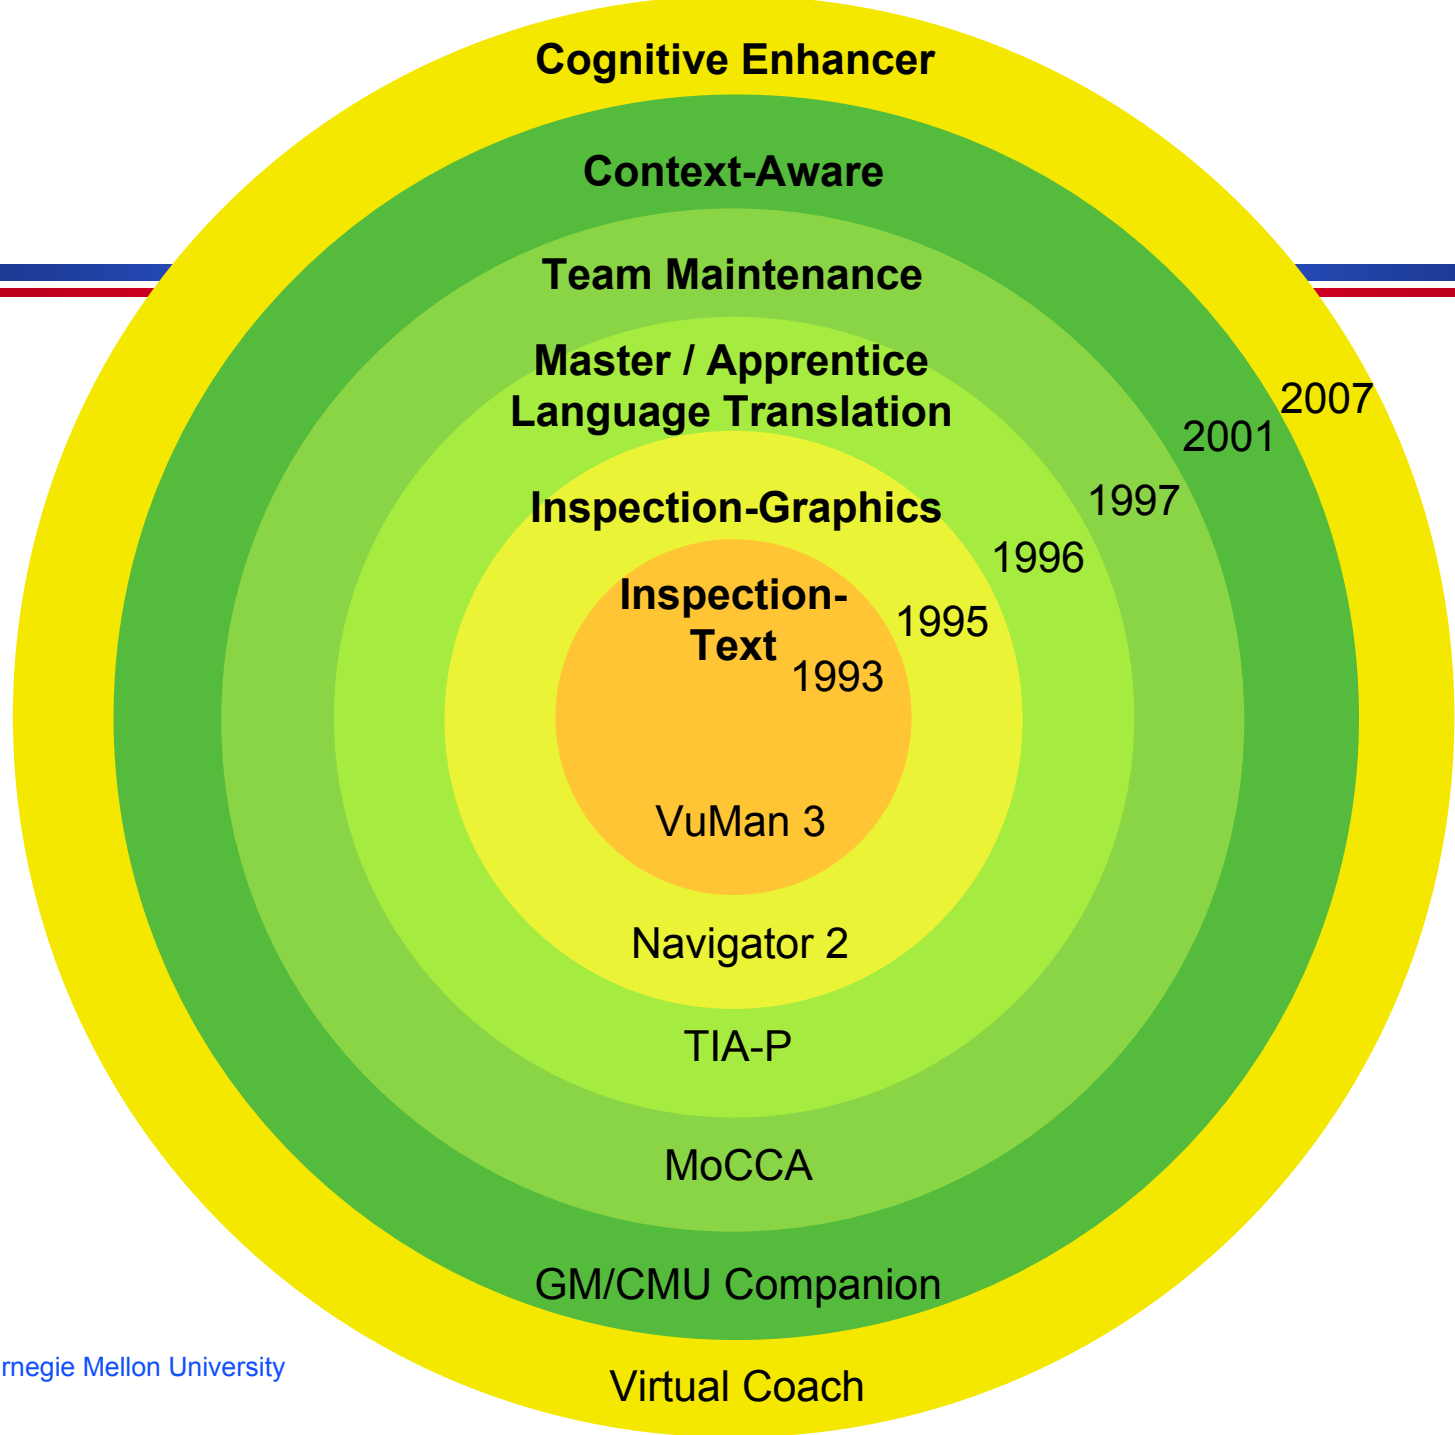 Cognitive Enhancer
Context-Aware
Team Maintenance
Master / Apprentice
Language Translation
2007
2001
1997
Inspection-Graphics
1996
Inspection-
1995
Text
1993
VuMan 3
Navigator 2
TIA-P
MoCCA
GM/CMU Companion
Mellon University
Virtual Coach